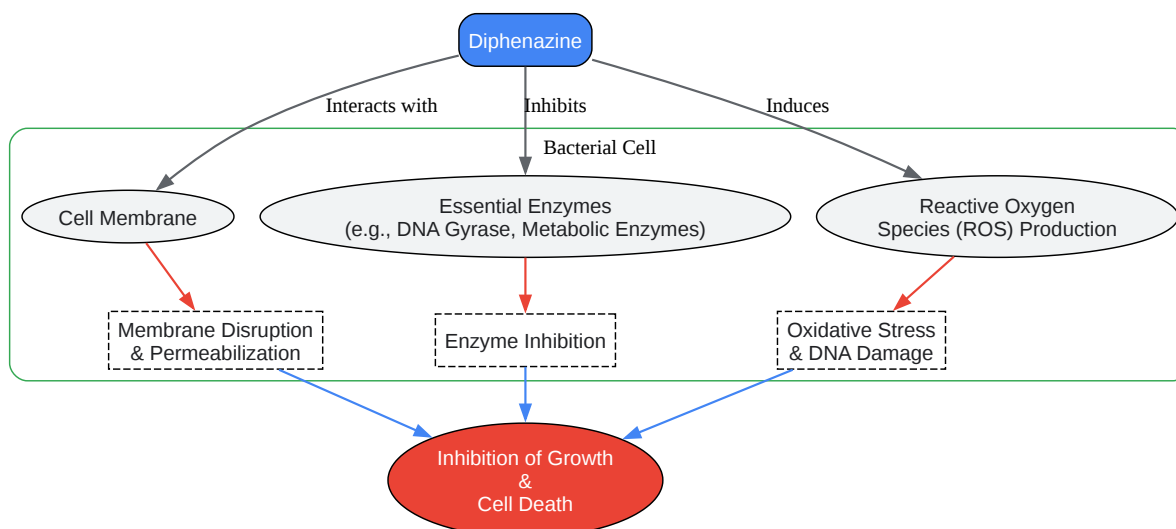 Diphenazine
Interacts with
Inhibits
Induces
Bacterial Cell
Cell Membrane
Essential Enzymes
(e.g., DNA Gyrase, Metabolic Enzymes)
Reactive Oxygen
Species (ROS) Production
Membrane Disruption
& Permeabilization
Enzyme Inhibition
Oxidative Stress
& DNA Damage
Inhibition of Growth
&
Cell Death